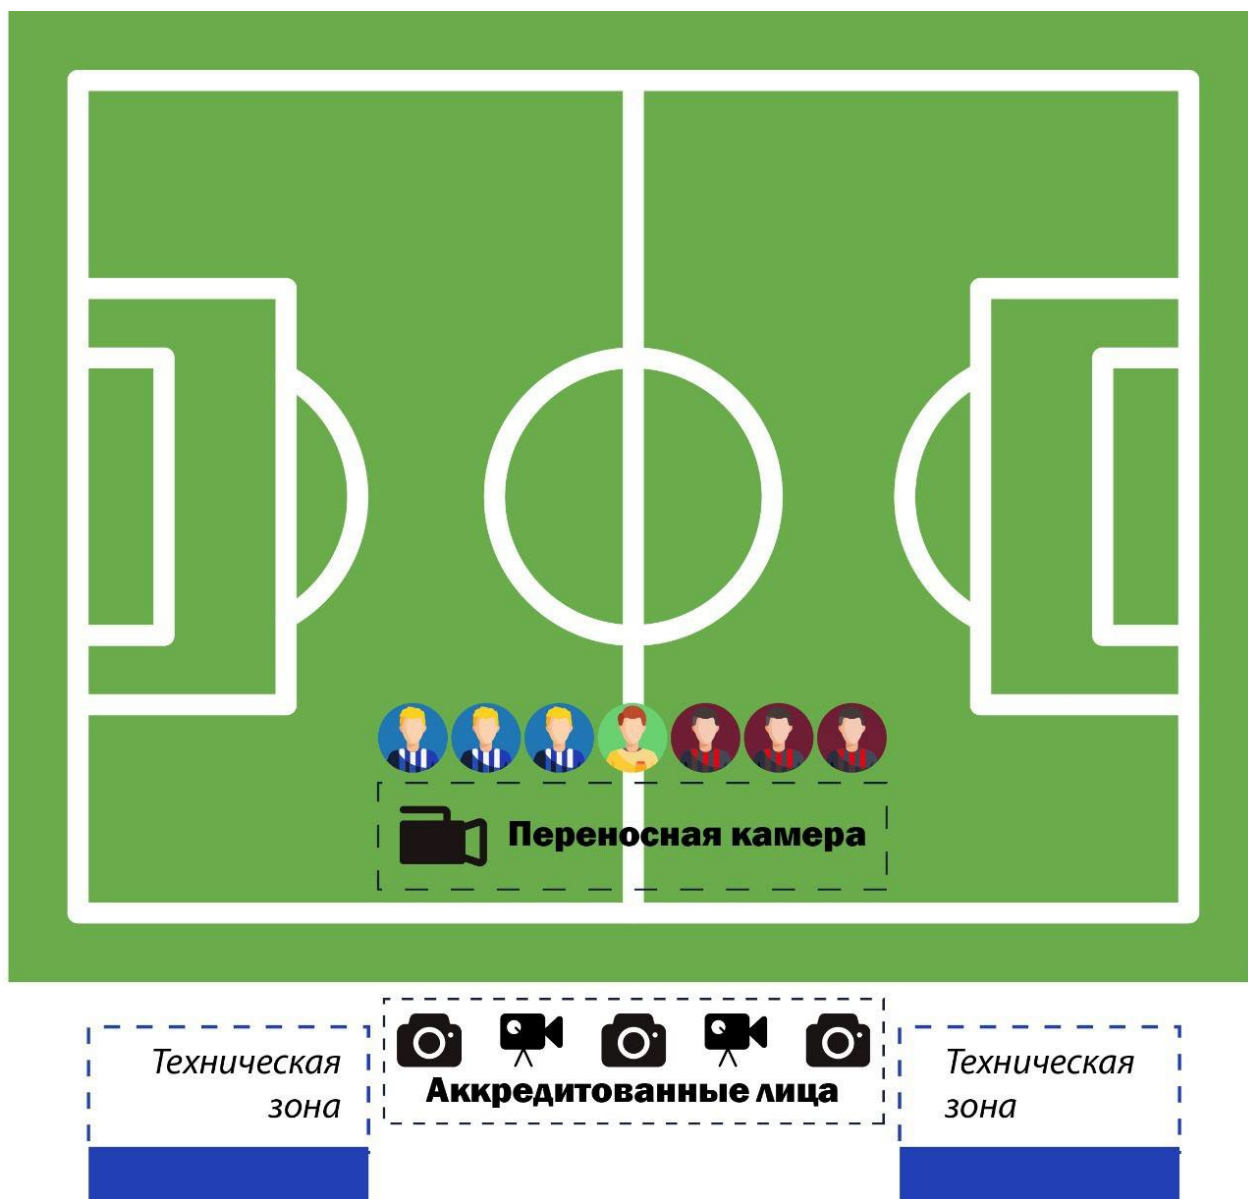 Переносная камера
Техническая
зона
Аккредитованные лица
Техническая
зона